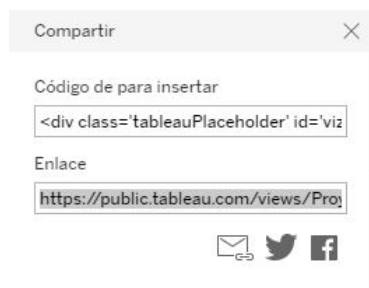 Compartir
Código de para insertar
<div class='tableauPlaceholder' id='viz
Enlace
https://public.tableau.com/views/Proy